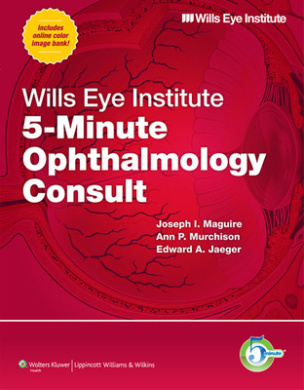 Includes
online color
image bank!
Wills Eye Institute
Wills Eye Institute
5-Minute
Ophthalmology
Consult
Joseph I. Maguire
Ann P. Murchison
Edward A. Jaeger
Wolters Kluwer | Lippincott Williams & Wilkins
Health
5
minute